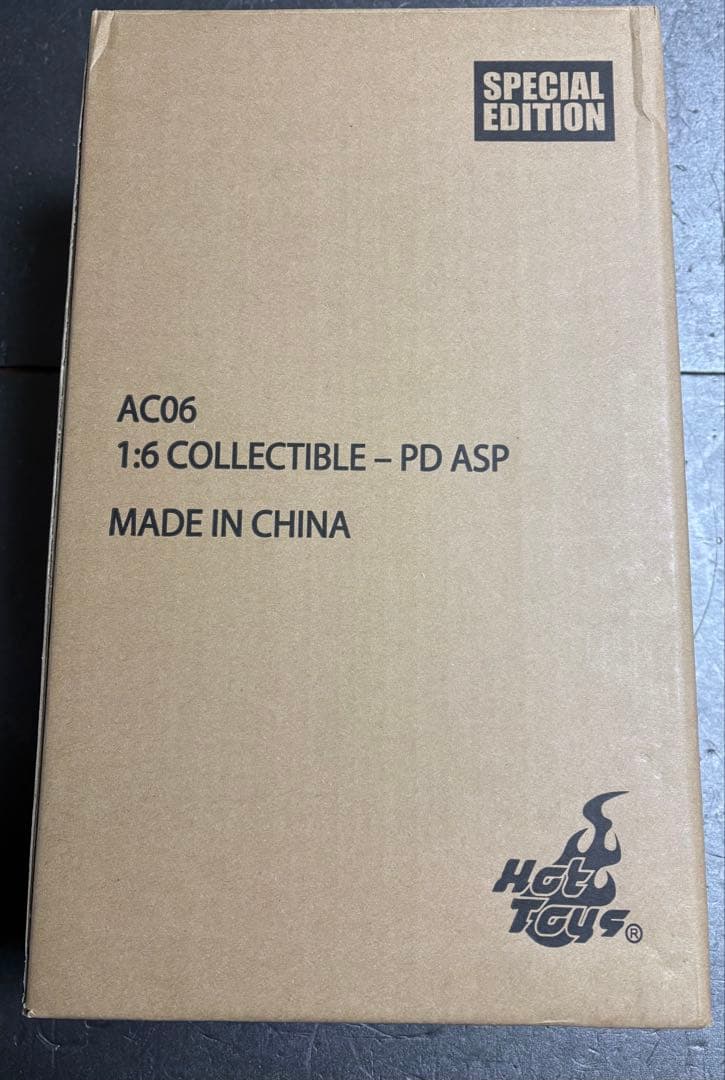 SPECIAL
EDITION
AC06
1:6 COLLECTIBLE – PD ASP
MADE IN CHINA
Hot
Toys®